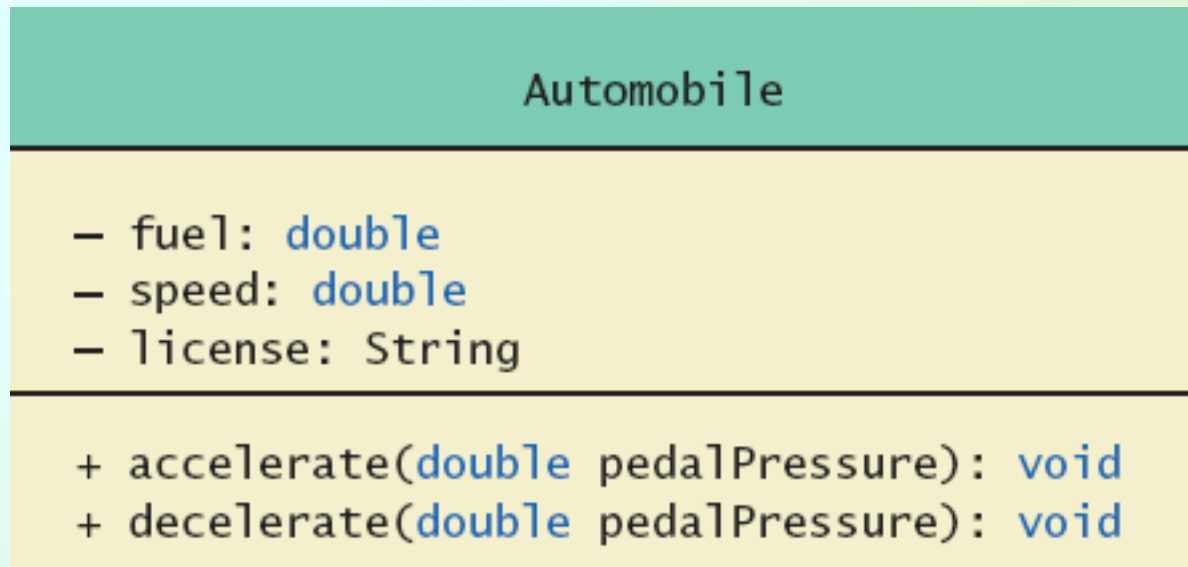 Automobile
– fuel: double
– speed: double
– license: String
+ accelerate(double pedalPressure): void
+ decelerate(double pedalPressure): void